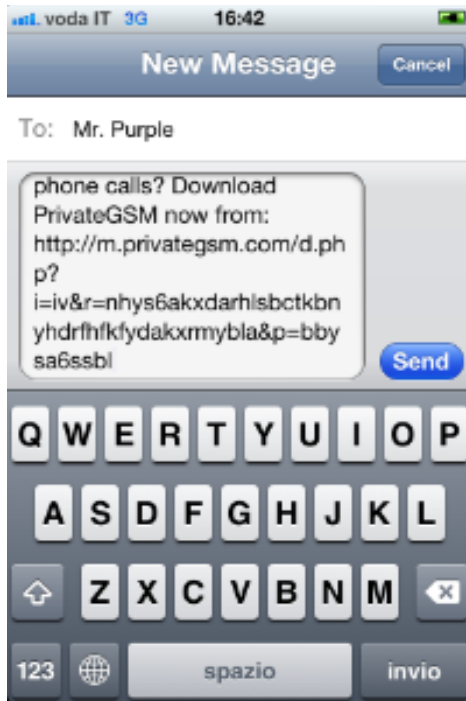 voda IT 3G 16:42
New Message Cancel
To: Mr. Purple
phone calls? Download
PrivateGSM now from:
http://m.privategsm.com/d.ph
p?
i=iv&r=nhys6akxdarhlsbctkbn
yhdrfhfkfydakxrmybla&p=bby
sa6ssbl
Send
Q W E R T Y U I O P
A S D F G H J K L
Z X C V B N M
123 spazio invio